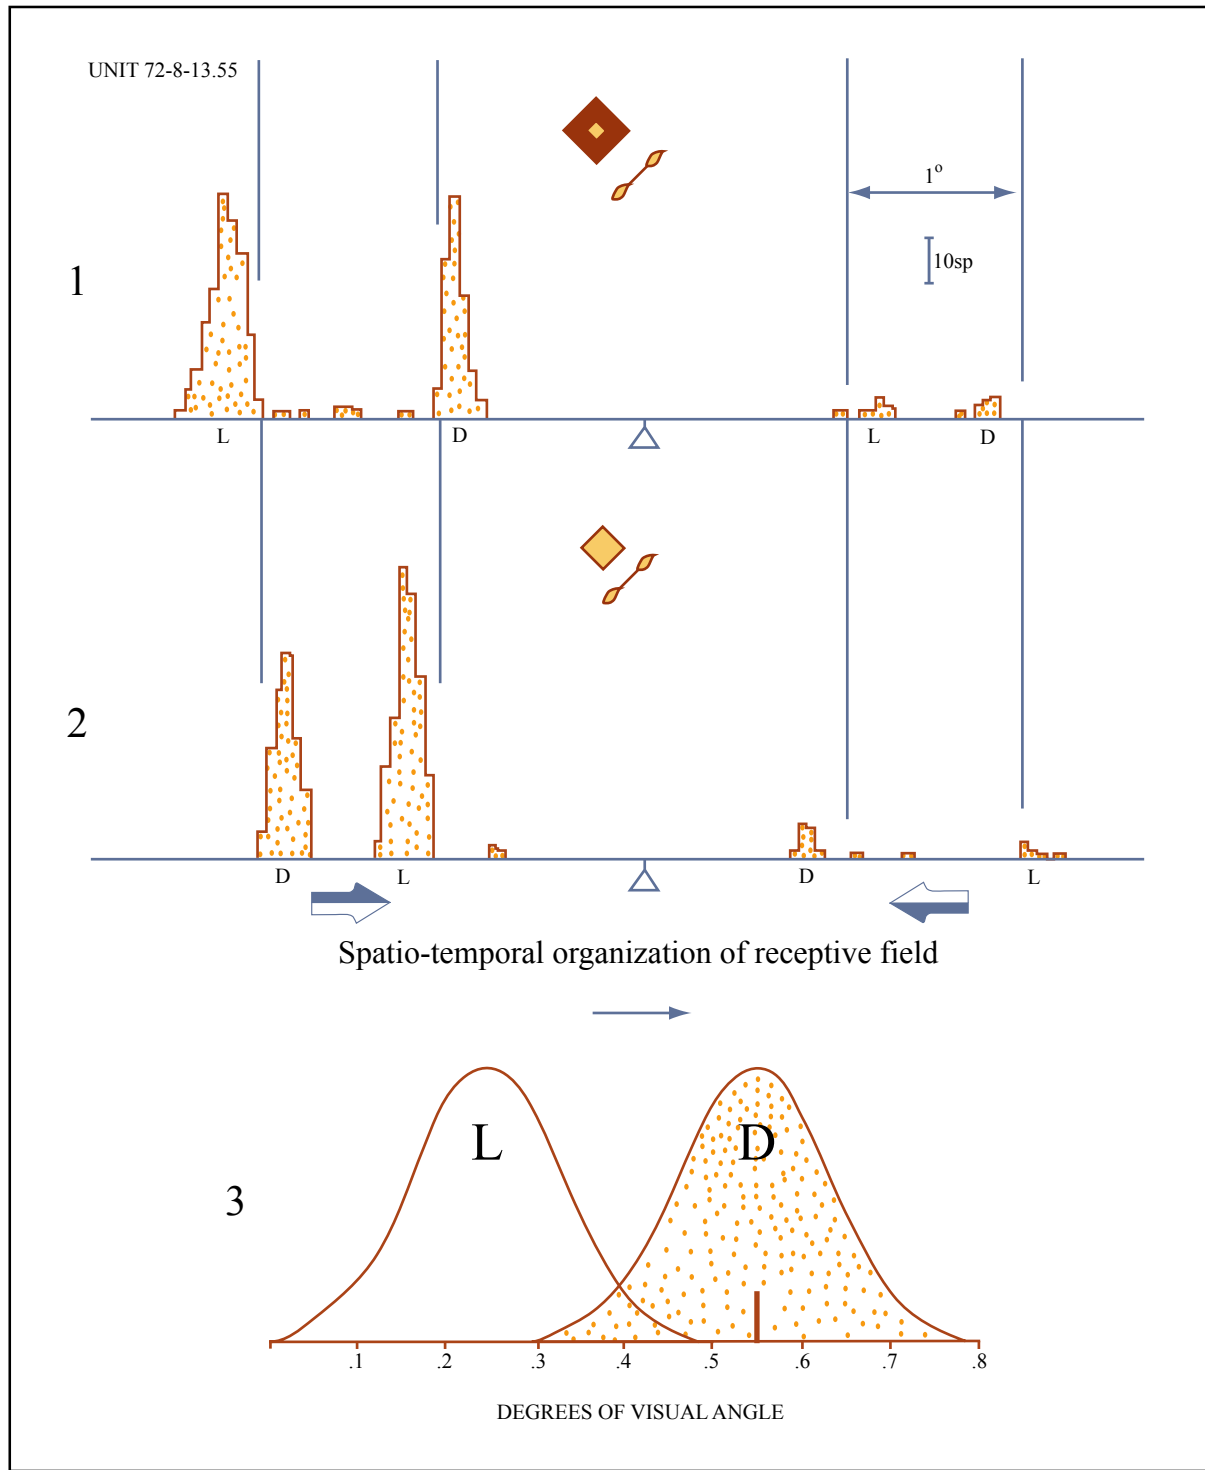 UNIT 72-8-13.55
1°
10sp
1
L D L D
2
D L D L
Spatio-temporal organization of receptive field
L D
3
.1 .2 .3 .4 .5 .6 .7 .8
DEGREES OF VISUAL ANGLE